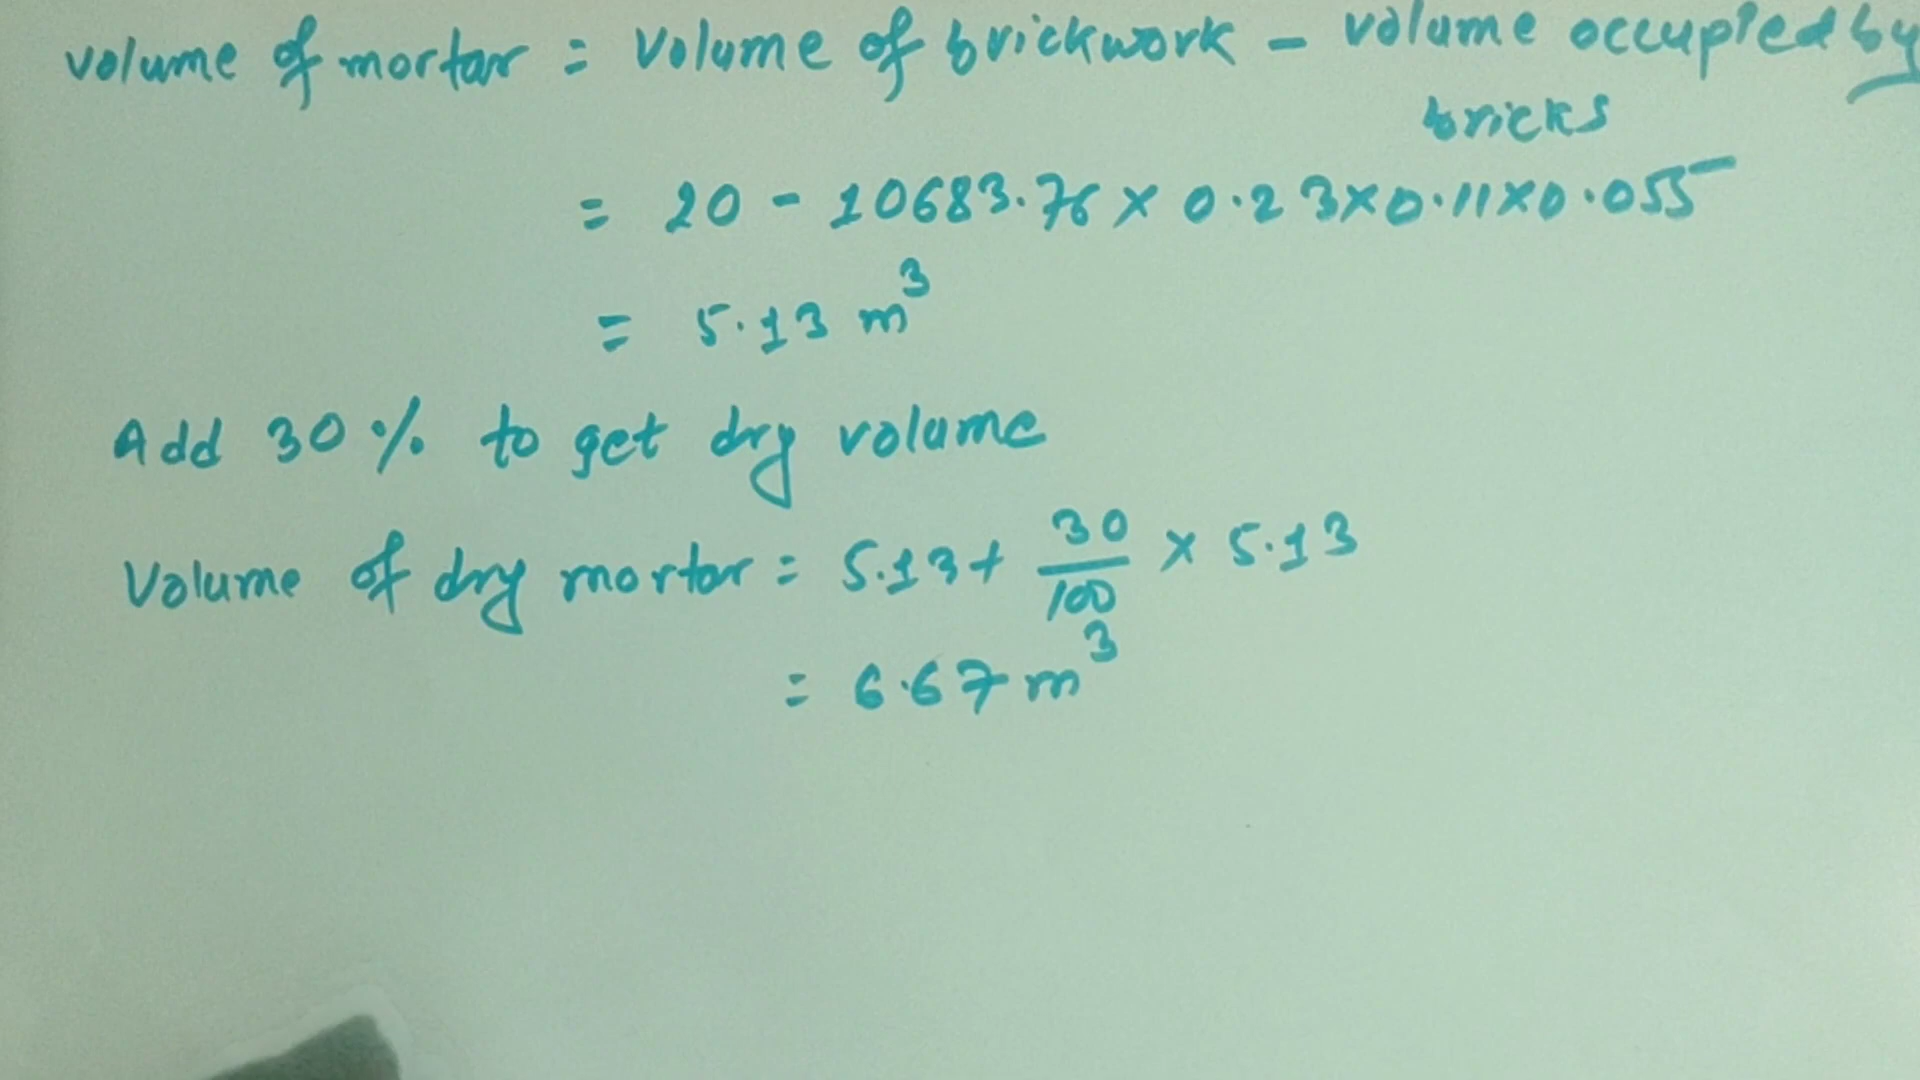 volume of mortar = Volume of brickwork - volume occupied by
bricks
= 20 - 10683.76 × 0.23×0.11×0.055
= 5.13 m³
Add 30% to get dry volume
Volume of dry mortar = 5.13 + 30/100 × 5.13
= 6.67 m³